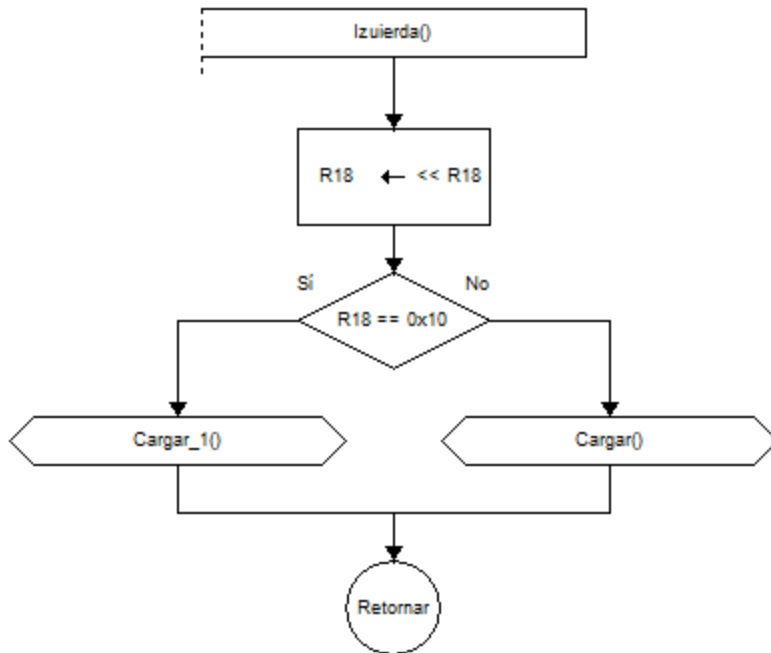 Izuierda()
R18 ← << R18
Sí
No
R18 == 0x10
Cargar_1()
Cargar()
Retornar